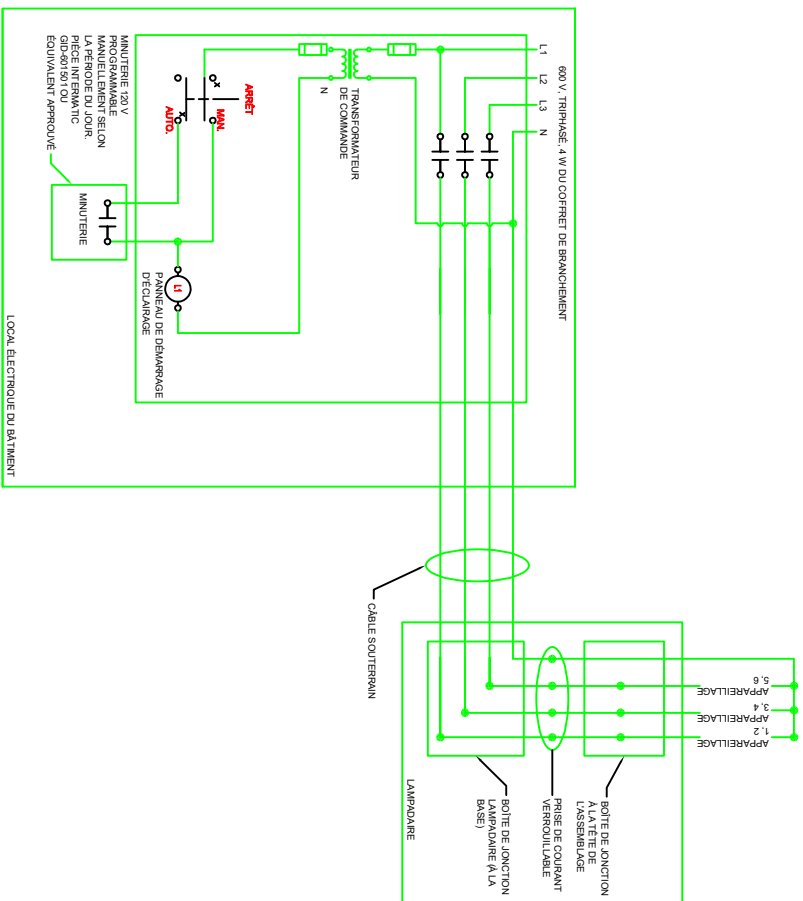 600 V, TRIPHASÉ, 4 W DU COFFRET DE BRANCHEMENT
L1
L2
L3
N
TRANSFORMATEUR
DE COMMANDE
N
ARRÊT
MAN.
AUTO.
x
x
MINUTERIE 120 V
PROGRAMMABLE
MANUELLEMENT SELON
LA PÉRIODE DU JOUR.
PIÈCE INTERMATIC
GID-601501 OU
ÉQUIVALENT APPROUVÉ
MINUTERIE
L1
PANNEAU DE DÉMARRAGE
D'ÉCLAIRAGE
LOCAL ÉLECTRIQUE DU BÂTIMENT
CÂBLE SOUTERRAIN
APPAREILLAGE
5, 6
APPAREILLAGE
3, 4
APPAREILLAGE
1, 2
BOÎTE DE JONCTION
À LA TÊTE DE
L'ASSEMBLAGE
PRISE DE COURANT
VERROUILLABLE
BOÎTE DE JONCTION
LAMPADAIRE (À LA
BASE)
LAMPADAIRE